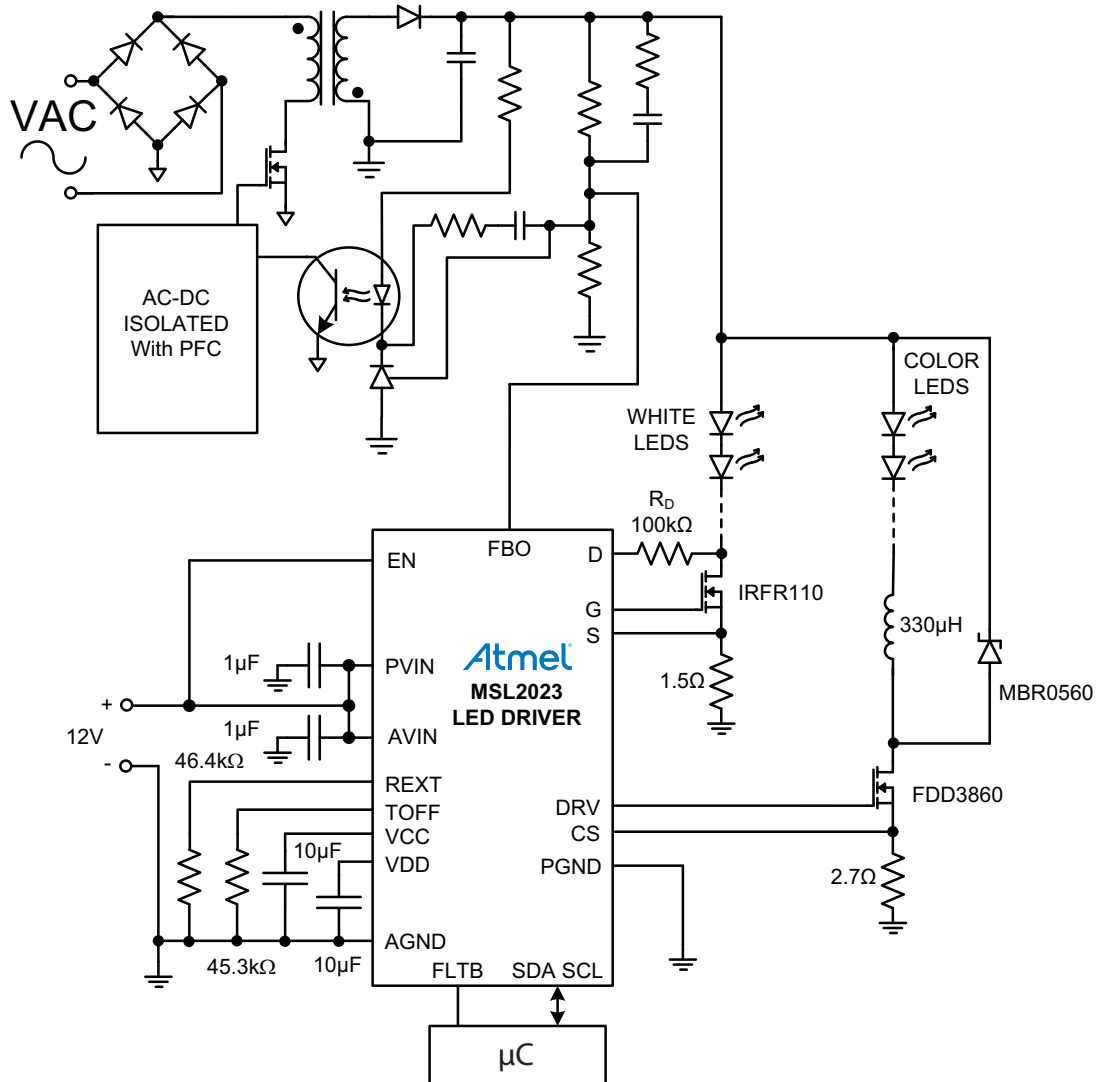 VAC
AC-DC
ISOLATED
With PFC
COLOR
LEDS
WHITE
LEDS
RD
100kΩ
FBO
EN
D
IRFR110
G
S
330µH
1µF
PVIN
Atmel
MSL2023
LED DRIVER
1.5Ω
MBR0560
+
12V
-
1µF
AVIN
46.4kΩ
REXT
TOFF
VCC
VDD
DRV
CS
FDD3860
10µF
PGND
2.7Ω
AGND
45.3kΩ
10µF
FLTB
SDA SCL
µC